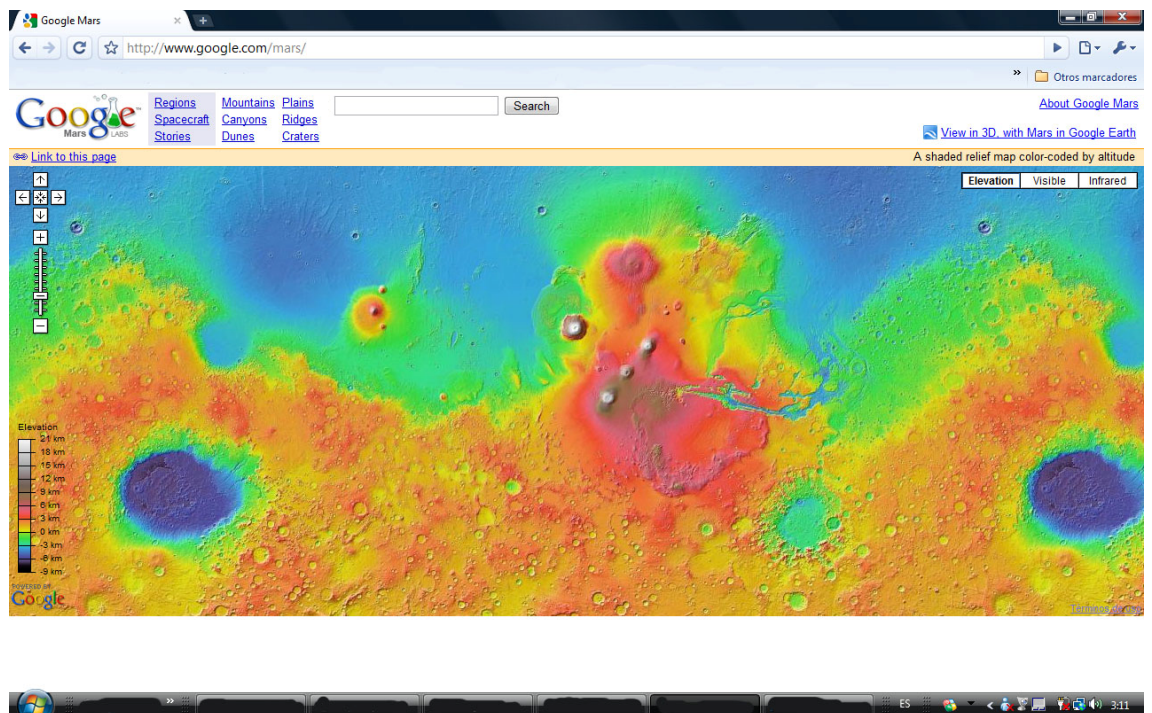 Google Mars
http://www.google.com/mars/
» Otros marcadores
Google Mars LABS
Regions Mountains Plains Search About Google Mars
Spacecraft Canyons Ridges
Stories Dunes Craters View in 3D, with Mars in Google Earth
Link to this page A shaded relief map color-coded by altitude
Elevation Visible Infrared
Elevation
21 km
18 km
15 km
12 km
9 km
6 km
3 km
0 km
-3 km
-6 km
-9 km
POWERED BY
Google
Términos de uso
» ES 3:11